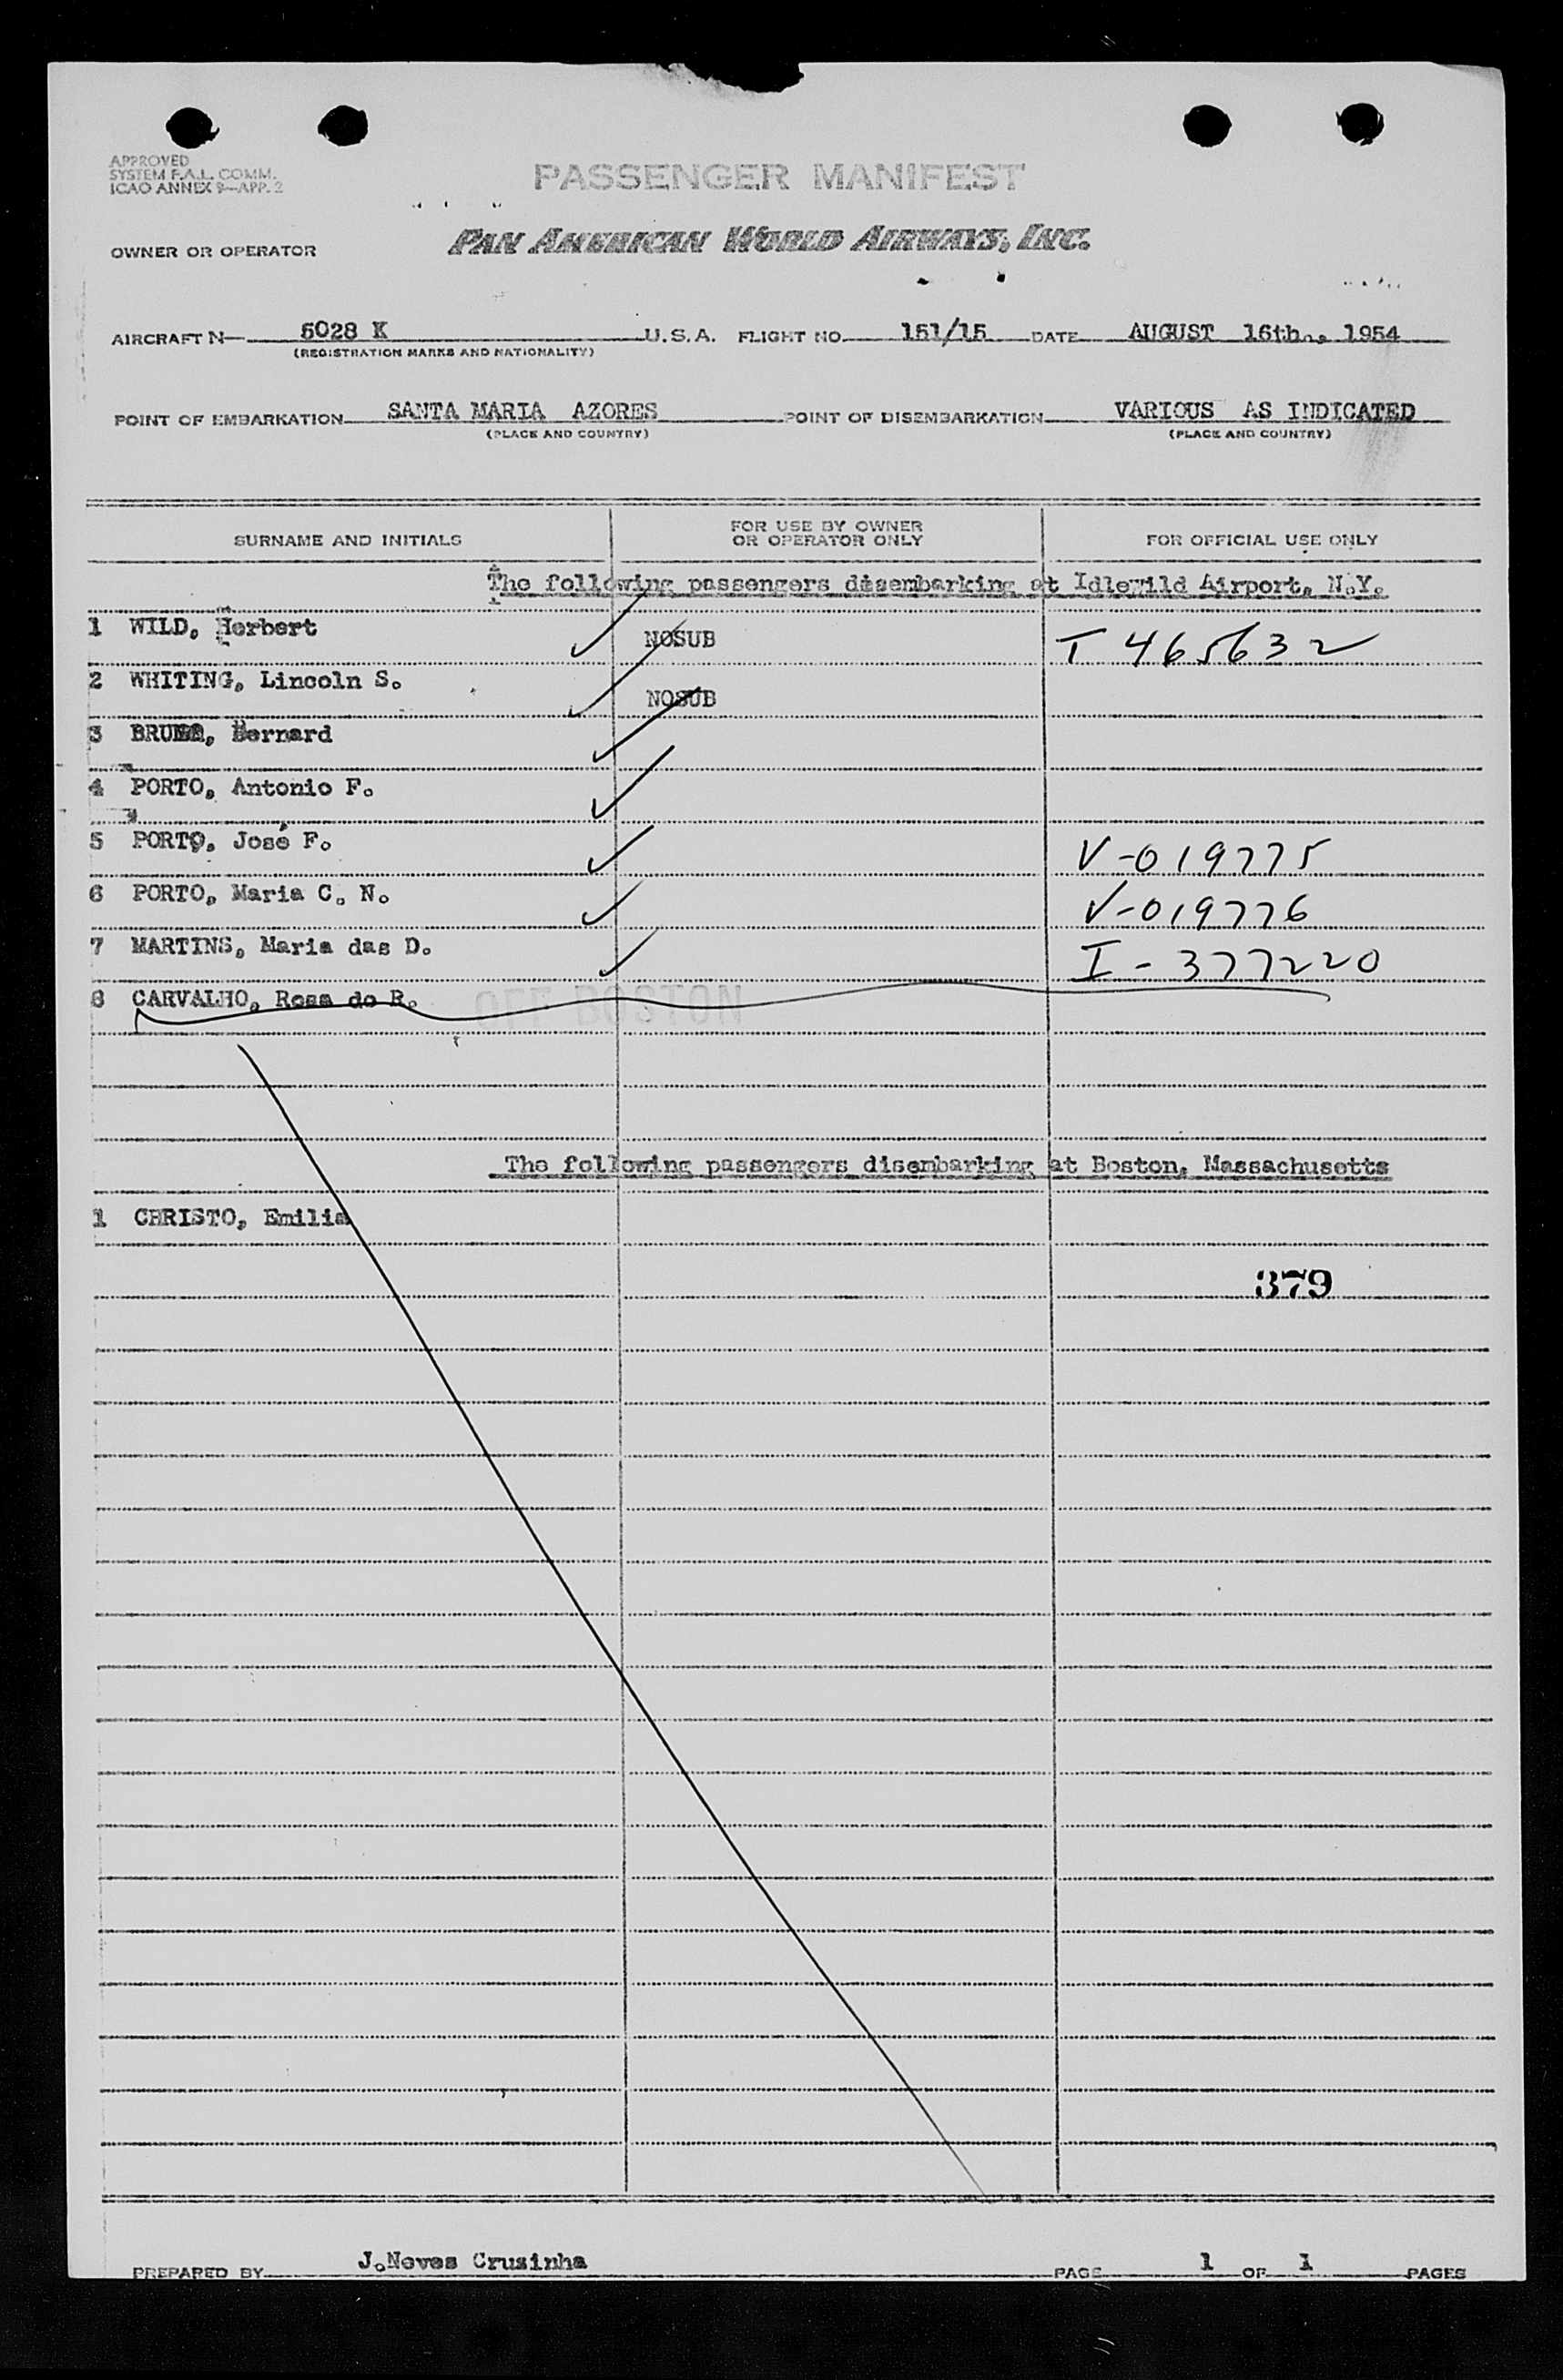 APPROVED
SYSTEM F.A.L. COMM.
ICAO ANNEX 9—APP. 2
PASSENGER MANIFEST
OWNER OR OPERATOR PAN AMERICAN WORLD AIRWAYS, INC.
AIRCRAFT N— 6028 K U.S.A. FLIGHT NO. 151/15 DATE AUGUST 16th., 1954
(REGISTRATION MARKS AND NATIONALITY)
POINT OF EMBARKATION SANTA MARIA AZORES POINT OF DISEMBARKATION VARIOUS AS INDICATED
(PLACE AND COUNTRY) (PLACE AND COUNTRY)
SURNAME AND INITIALS FOR USE BY OWNER OR OPERATOR ONLY FOR OFFICIAL USE ONLY
The following passengers disembarking at Idlewild Airport, N.Y.
1 WILD, Herbert ✓ NOSUB T 465632
2 WHITING, Lincoln S. ✓ NOSUB
3 Bernard ✓
4 PORTO, Antonio F. ✓
5 PORTO, José F. ✓ V-019775
6 PORTO, Maria C. N. ✓ V-019776
7 MARTINS, Maria das D. ✓ I-377220
8 CARVALHO, Rosa do R. OFF BOSTON
The following passengers disembarking at Boston, Massachusetts
1 CHRISTO, Emilia
379
PREPARED BY J.Neves Crusinha PAGE 1 OF 1 PAGES